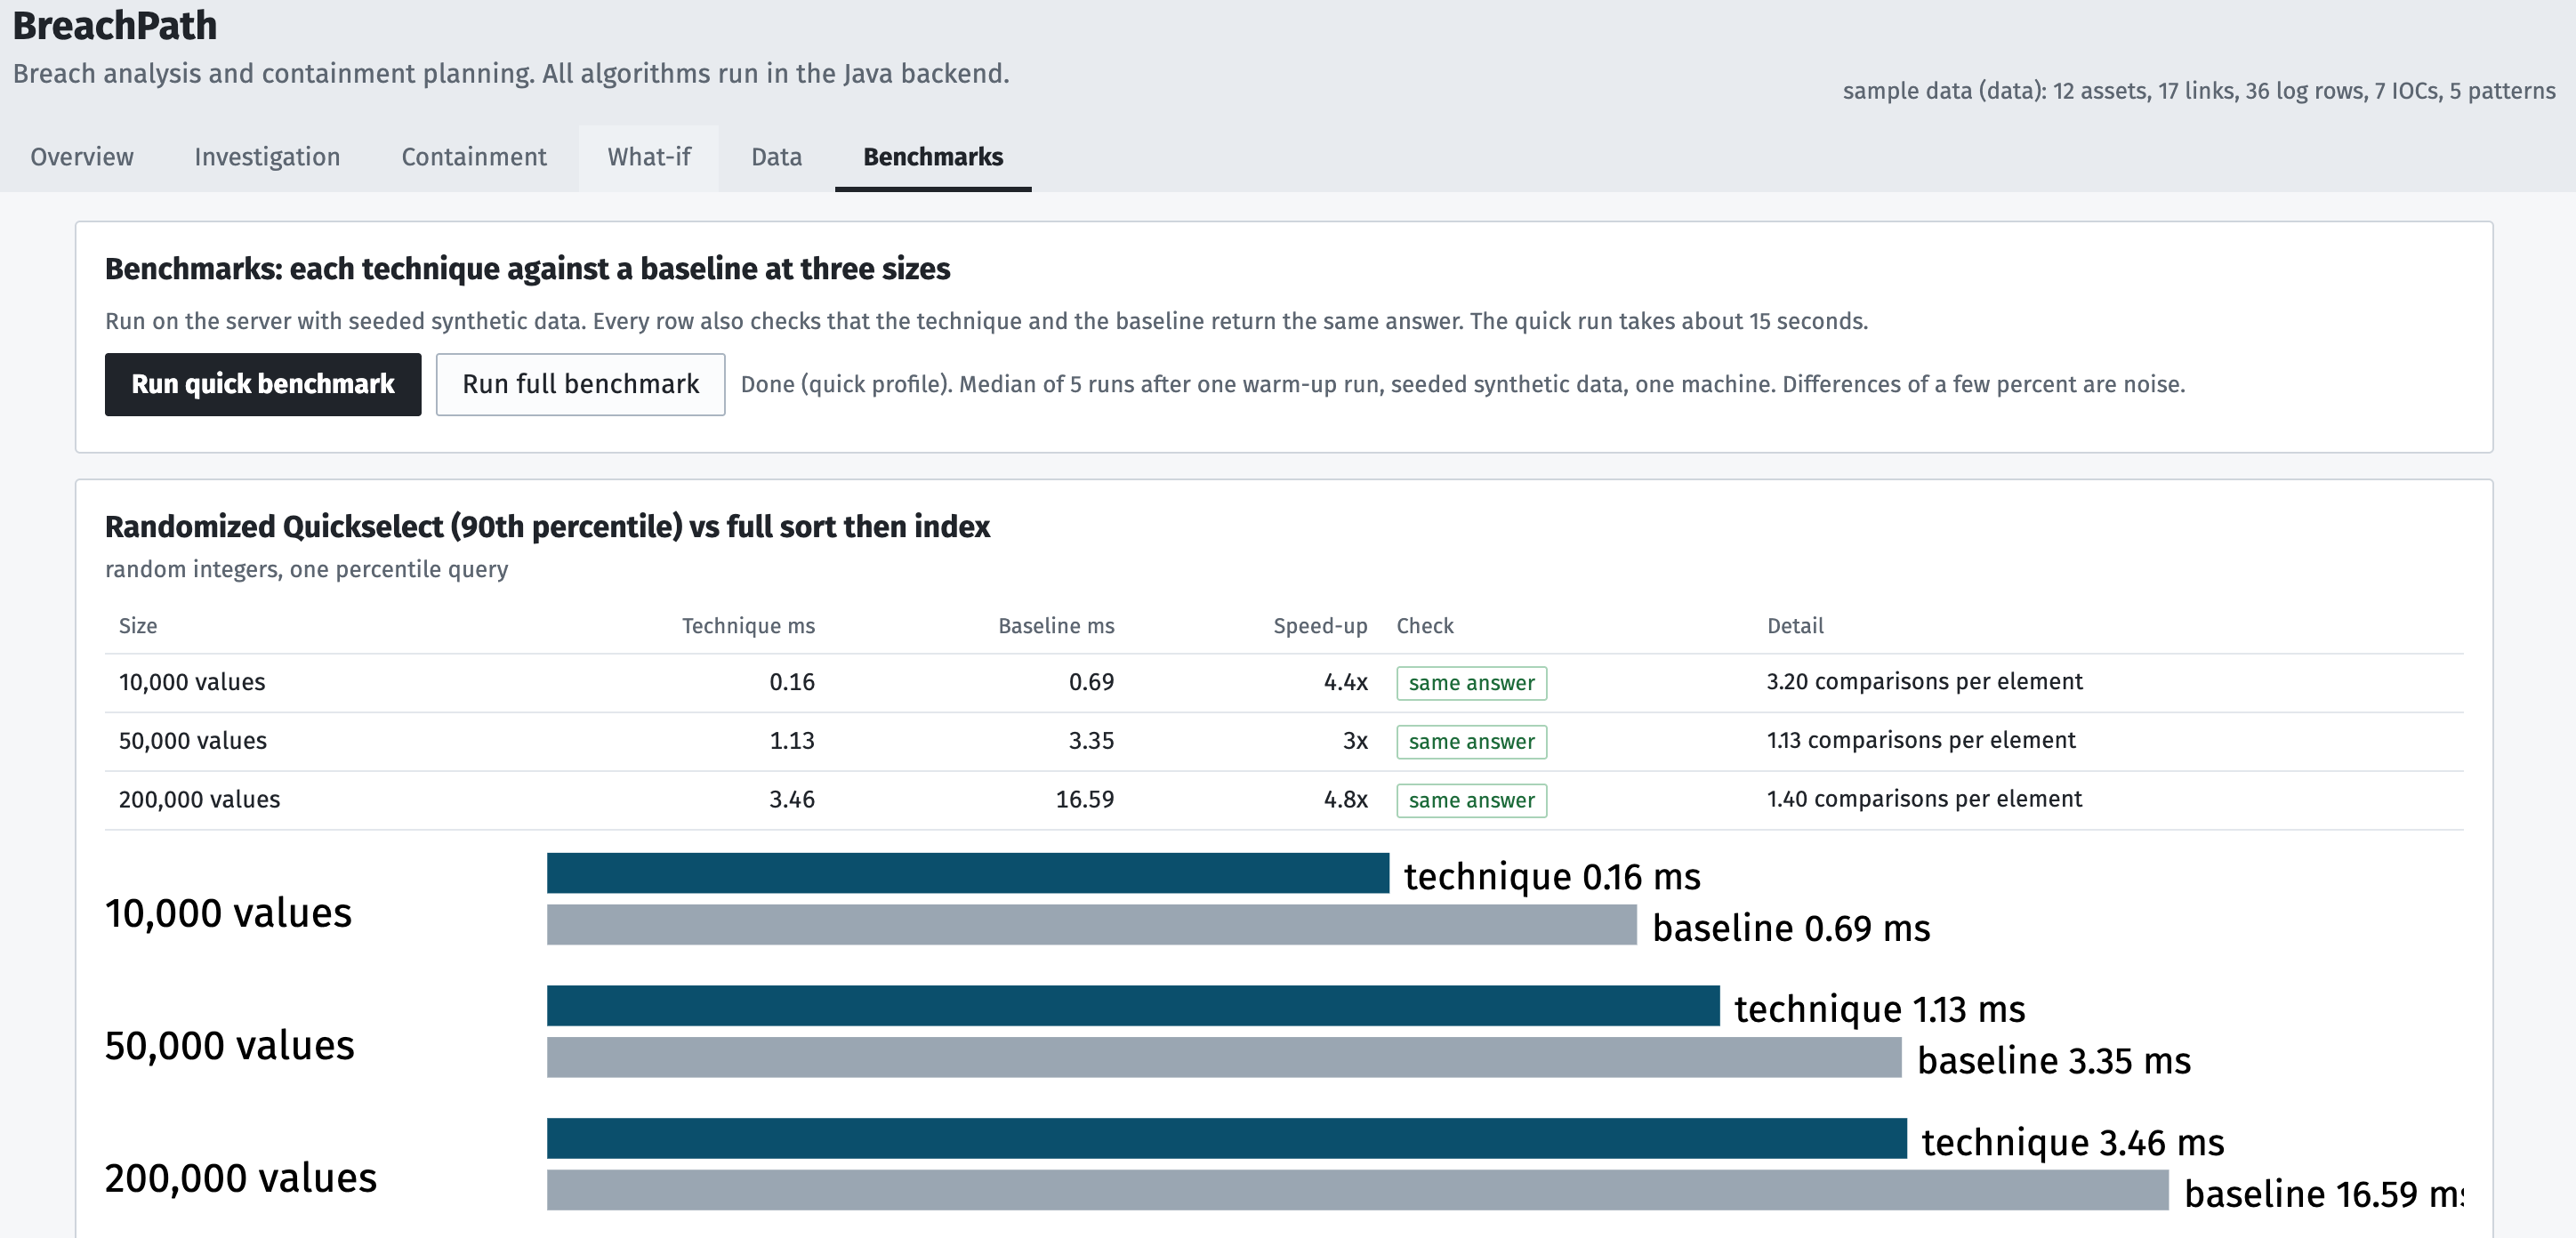 BreachPath
Breach analysis and containment planning. All algorithms run in the Java backend.
sample data (data): 12 assets, 17 links, 36 log rows, 7 IOCs, 5 patterns
Overview Investigation Containment What-if Data Benchmarks
Benchmarks: each technique against a baseline at three sizes
Run on the server with seeded synthetic data. Every row also checks that the technique and the baseline return the same answer. The quick run takes about 15 seconds.
Run quick benchmark Run full benchmark Done (quick profile). Median of 5 runs after one warm-up run, seeded synthetic data, one machine. Differences of a few percent are noise.
Randomized Quickselect (90th percentile) vs full sort then index
random integers, one percentile query
Size Technique ms Baseline ms Speed-up Check Detail
10,000 values 0.16 0.69 4.4x same answer 3.20 comparisons per element
50,000 values 1.13 3.35 3x same answer 1.13 comparisons per element
200,000 values 3.46 16.59 4.8x same answer 1.40 comparisons per element
technique 0.16 ms
10,000 values
baseline 0.69 ms
technique 1.13 ms
50,000 values
baseline 3.35 ms
technique 3.46 ms
200,000 values
baseline 16.59 ms